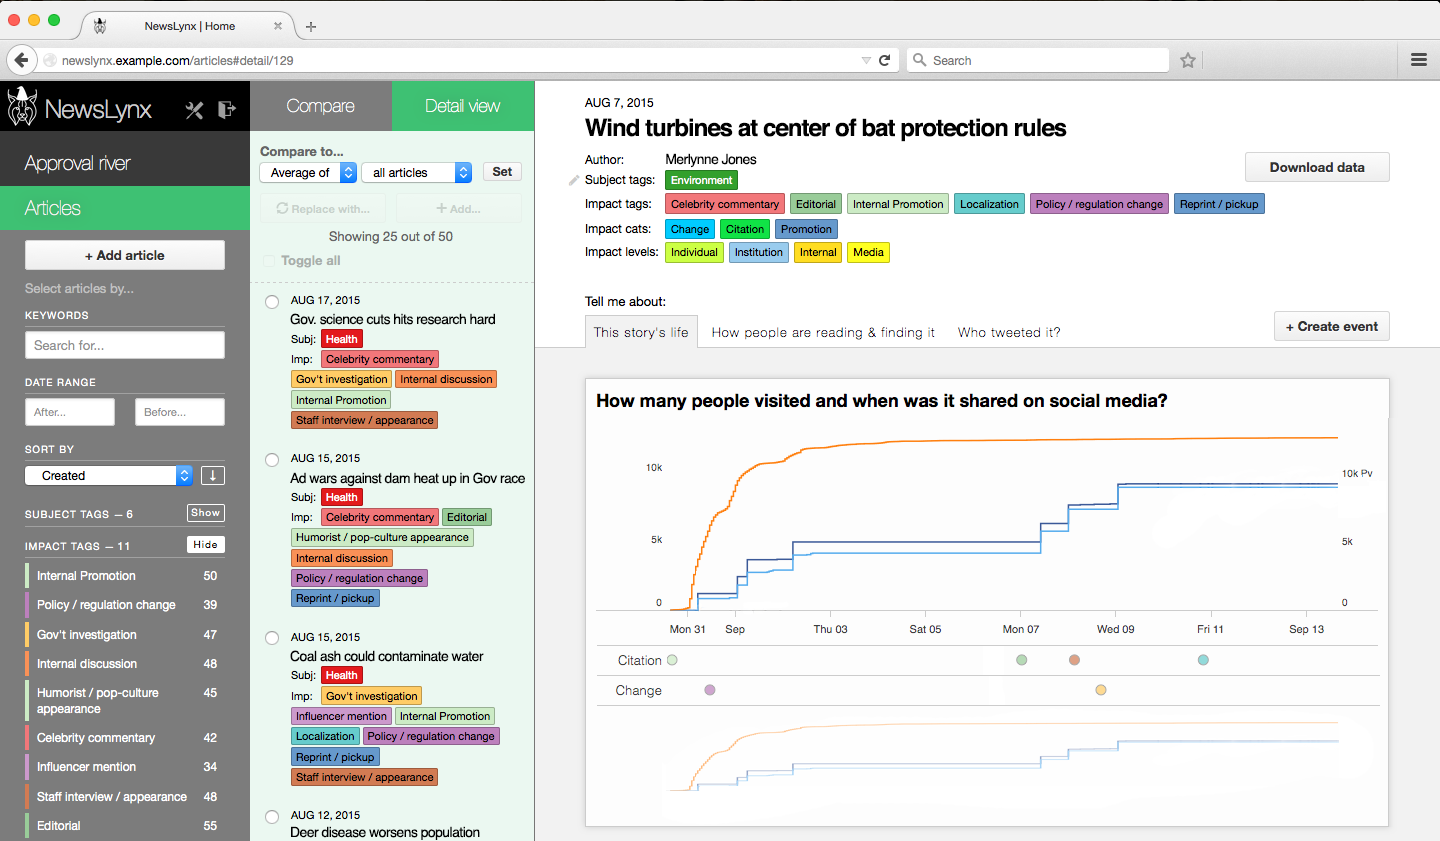 NewsLynx | Home
newslynx.example.com/articles#detail/129
Search
NewsLynx
Approval river
Articles
+ Add article
Select articles by...
KEYWORDS
Search for...
DATE RANGE
After...
Before...
SORT BY
Created
SUBJECT TAGS – 6
Show
IMPACT TAGS – 11
Hide
Internal Promotion 50
Policy / regulation change 39
Gov't investigation 47
Internal discussion 48
Humorist / pop-culture 45
appearance
Celebrity commentary 42
Influencer mention 34
Staff interview / appearance 48
Editorial 55
Compare
Detail view
Compare to...
Average of
all articles
Set
Replace with...
+ Add...
Showing 25 out of 50
Toggle all
AUG 17, 2015
Gov. science cuts hits research hard
Subj: Health
Imp: Celebrity commentary
Gov't investigation Internal discussion
Internal Promotion
Staff interview / appearance
AUG 15, 2015
Ad wars against dam heat up in Gov race
Subj: Health
Imp: Celebrity commentary Editorial
Humorist / pop-culture appearance
Internal discussion
Policy / regulation change
Reprint / pickup
AUG 15, 2015
Coal ash could contaminate water
Subj: Health
Imp: Gov't investigation
Influencer mention Internal Promotion
Localization Policy / regulation change
Reprint / pickup
Staff interview / appearance
AUG 12, 2015
Deer disease worsens population
AUG 7, 2015
Wind turbines at center of bat protection rules
Author: Merlynne Jones
Subject tags: Environment
Impact tags: Celebrity commentary Editorial Internal Promotion Localization Policy / regulation change Reprint / pickup
Impact cats: Change Citation Promotion
Impact levels: Individual Institution Internal Media
Download data
Tell me about:
This story's life How people are reading & finding it Who tweeted it?
+ Create event
How many people visited and when was it shared on social media?
10k
10k Pv
5k
5k
0
0
Mon 31 Sep Thu 03 Sat 05 Mon 07 Wed 09 Fri 11 Sep 13
Citation
Change